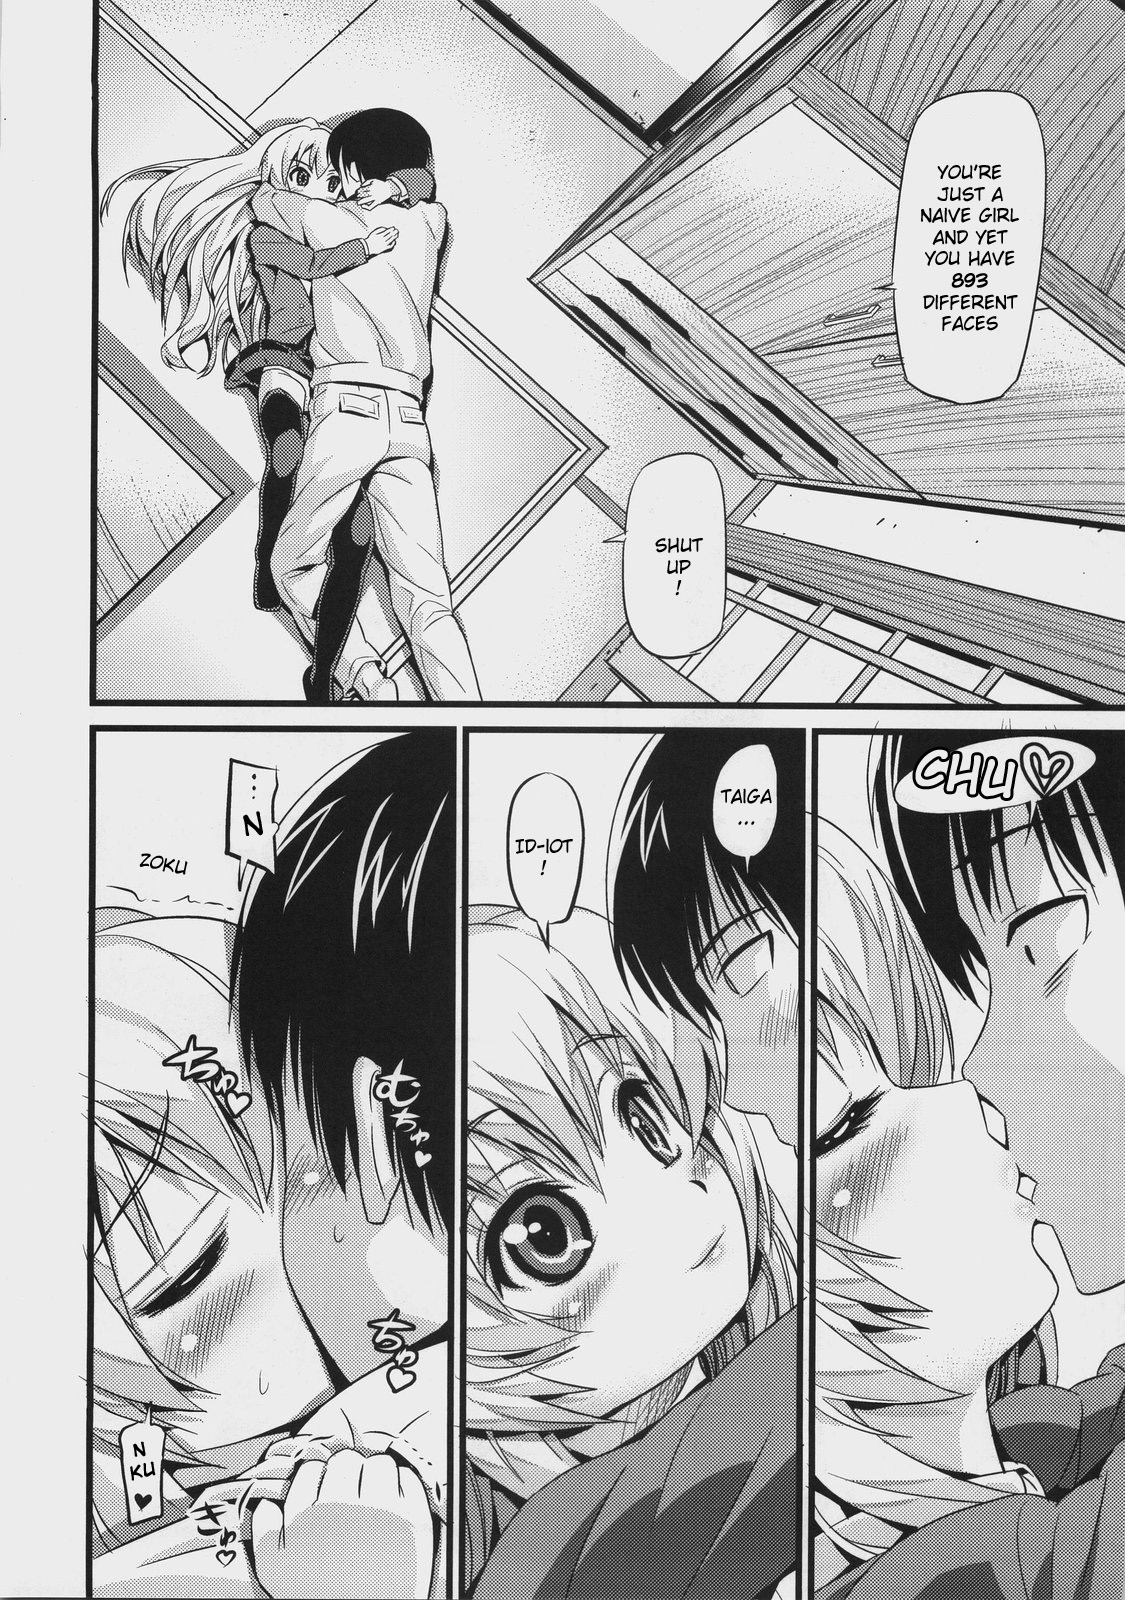 YOU'RE
JUST A
NAIVE GIRL
AND YET
YOU HAVE
893
DIFFERENT
FACES
SHUT
UP
!
CHU♡
TAIGA
...
ID-IOT
!
...
N
ZOKU
むちゅ♥
ちゅ♥
ちゅ♥
N
KU
♥
きゅ♡